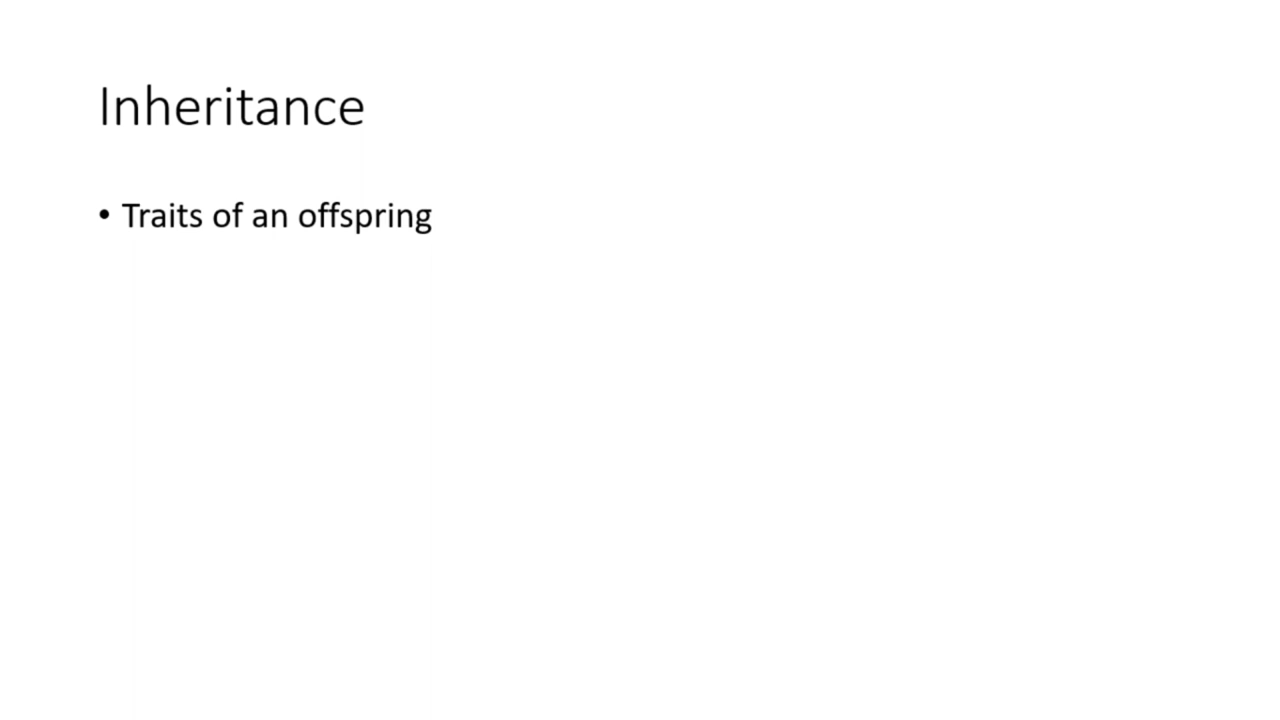 Inheritance
• Traits of an offspring